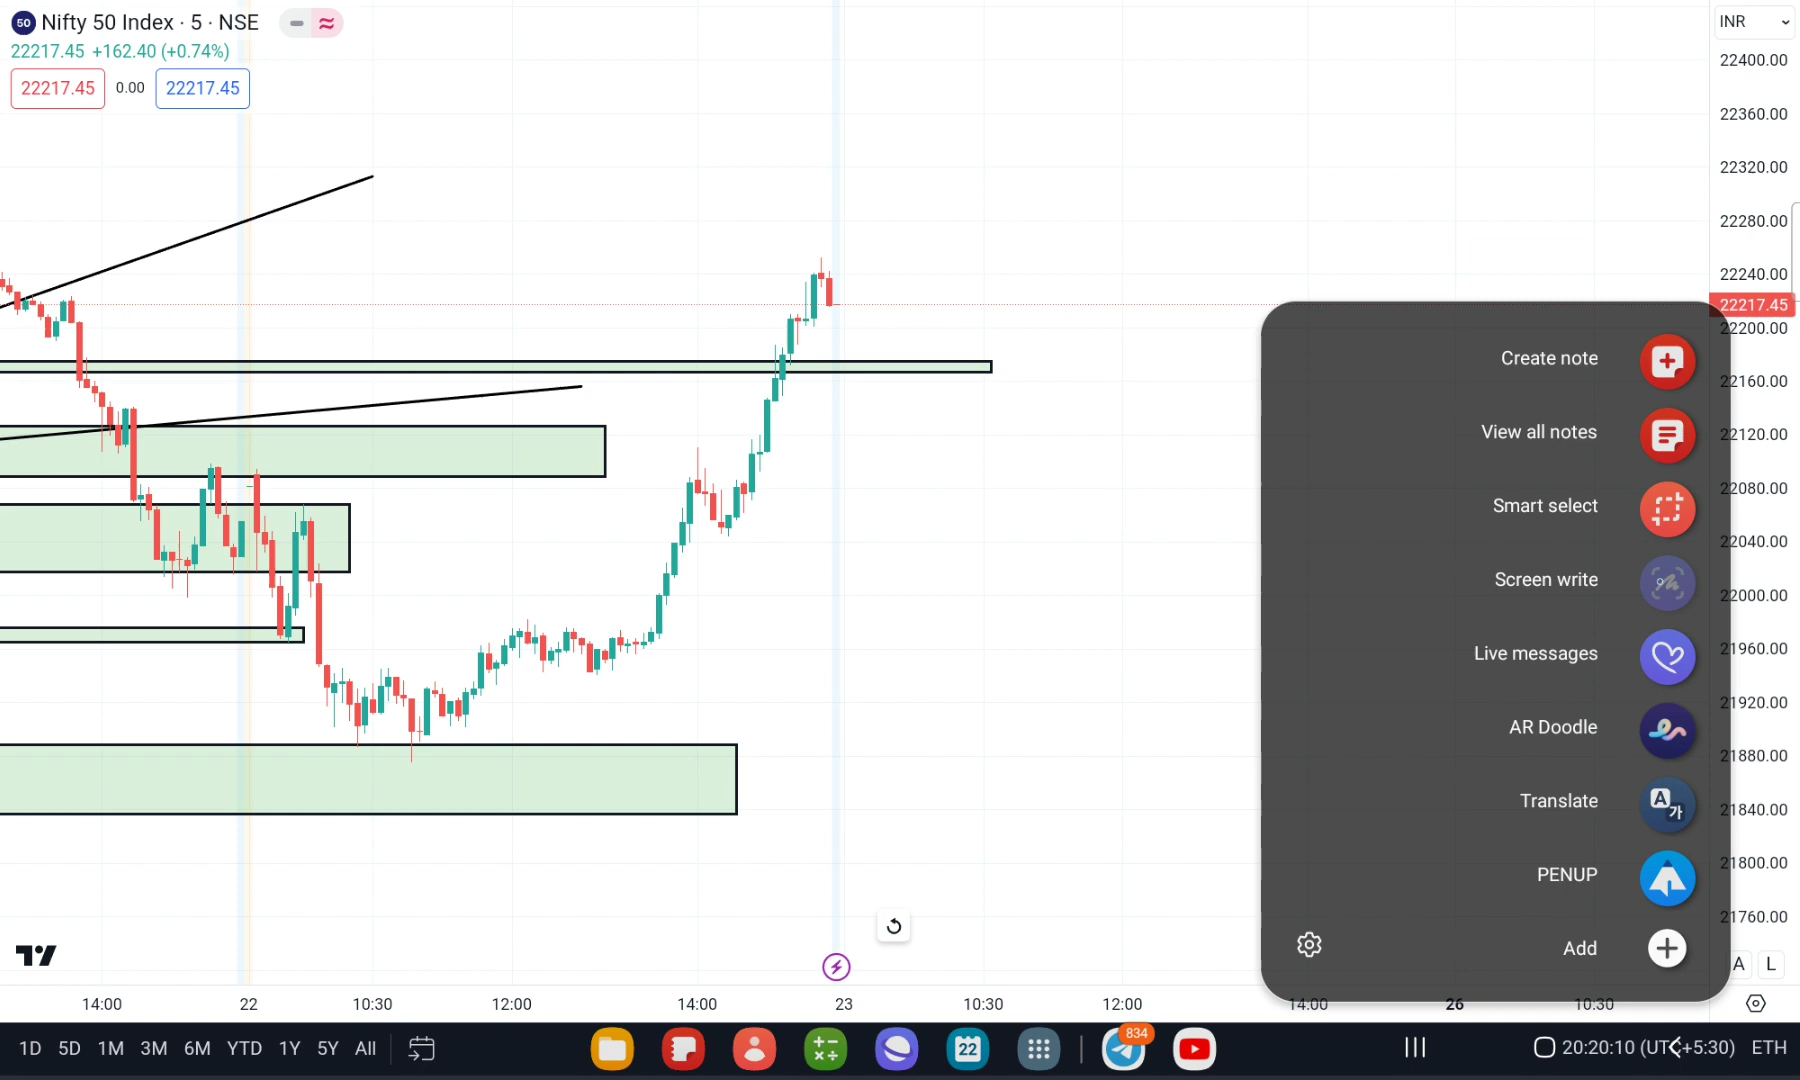 50 Nifty 50 Index · 5 · NSE
22217.45 +162.40 (+0.74%)
22217.45 0.00 22217.45
INR
22400.00
22360.00
22320.00
22280.00
22240.00
22217.45
22200.00
22160.00
22120.00
22080.00
22040.00
22000.00
21960.00
21920.00
21880.00
21840.00
21800.00
21760.00
Create note
View all notes
Smart select
Screen write
Live messages
AR Doodle
Translate
A 가
PENUP
Add
A L
14:00 22 10:30 12:00 14:00 23 10:30 12:00 14:00 26 10:30
1D 5D 1M 3M 6M YTD 1Y 5Y All
22
834
20:20:10 (UTC+5:30) ETH